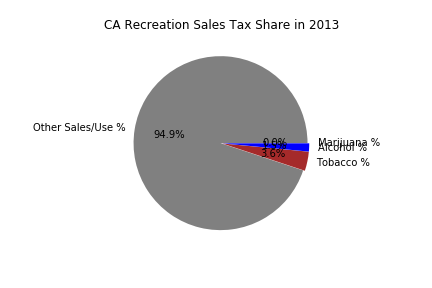 CA Recreation Sales Tax Share in 2013
Other Sales/Use %
94.9%
0.0%
Marijuana %
Alcohol %
3.6%
Tobacco %